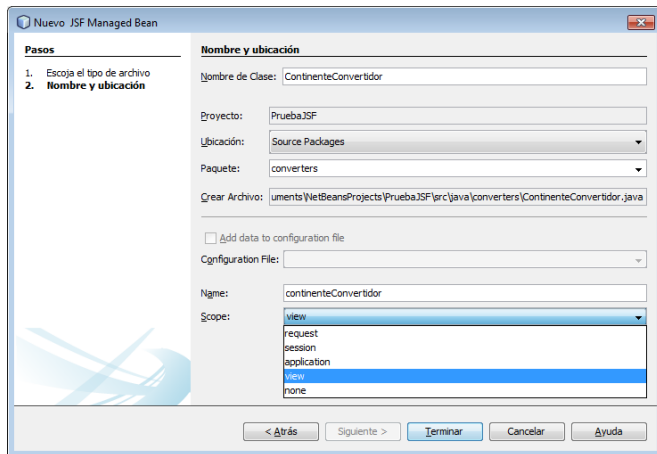 Nuevo JSF Managed Bean
Pasos
1. Escoja el tipo de archivo
2. Nombre y ubicación
Nombre y ubicación
Nombre de Clase: ContinenteConvertidor
Proyecto: PruebaJSF
Ubicación: Source Packages
Paquete: converters
Crear Archivo: uments\NetBeansProjects\PruebaJSF\src\java\converters\ContinenteConvertidor.java
Add data to configuration file
Configuration File:
Name: continenteConvertidor
Scope: view
request
session
application
view
none
< Atrás Siguiente > Terminar Cancelar Ayuda